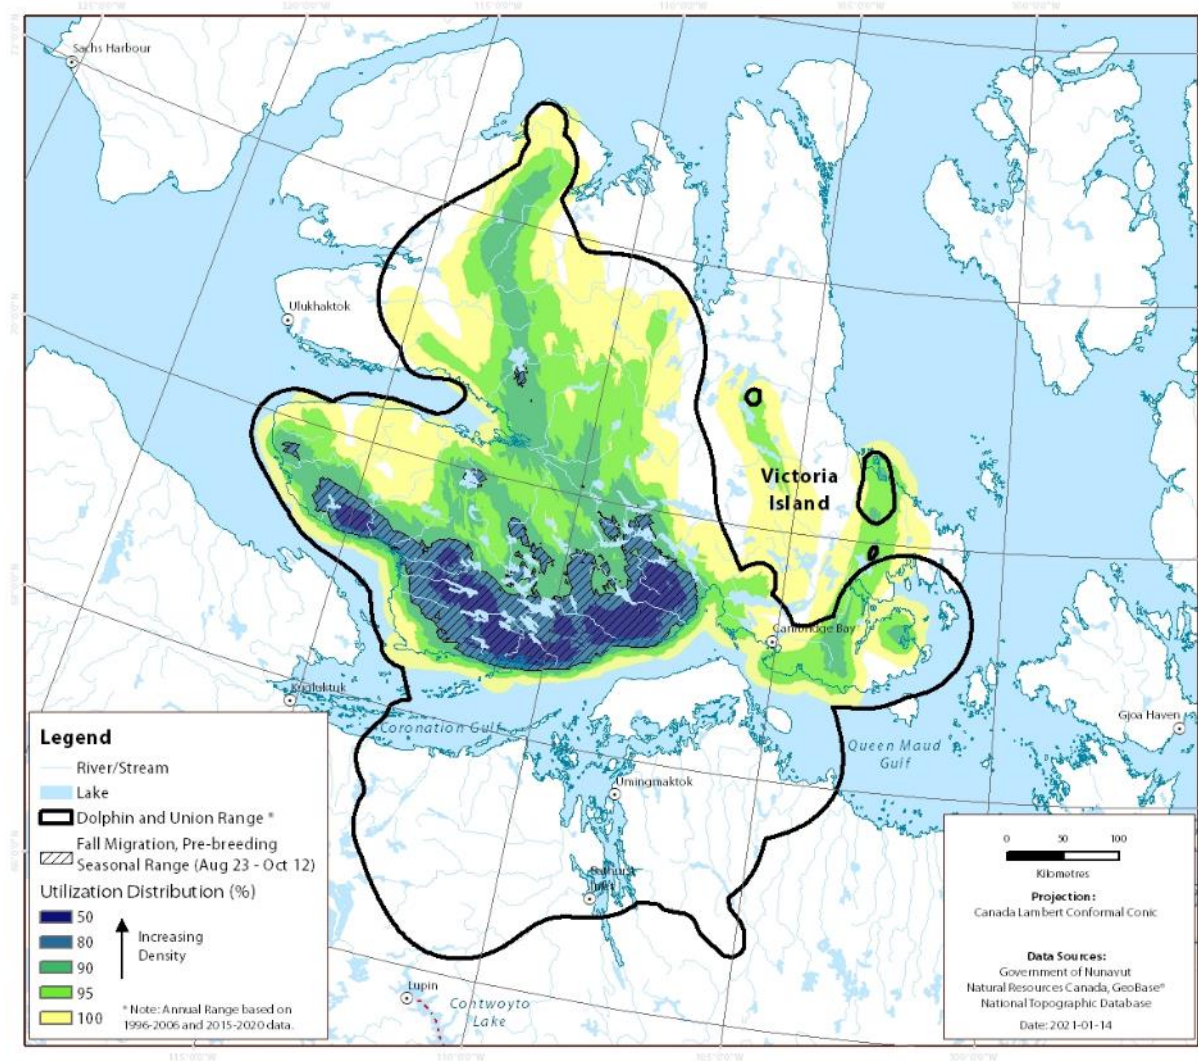 Sachs Harbour
Ulukhaktok
Victoria
Island
Cambridge Bay
Kugluktuk
Coronation Gulf
Queen Maud
Gulf
Gjoa Haven
Umingmaktok
Bathurst
Inlet
Lupin
Contwoyto
Lake
Legend
River/Stream
Lake
Dolphin and Union Range *
Fall Migration, Pre-breeding
Seasonal Range (Aug 23 - Oct 12)
Utilization Distribution (%)
50
80
90
95
100
Increasing
Density
* Note: Annual Range based on
1996-2006 and 2015-2020 data.
0 50 100
Kilometres
Projection:
Canada Lambert Conformal Conic
Data Sources:
Government of Nunavut
Natural Resources Canada, GeoBase®
National Topographic Database
Date: 2021-01-14